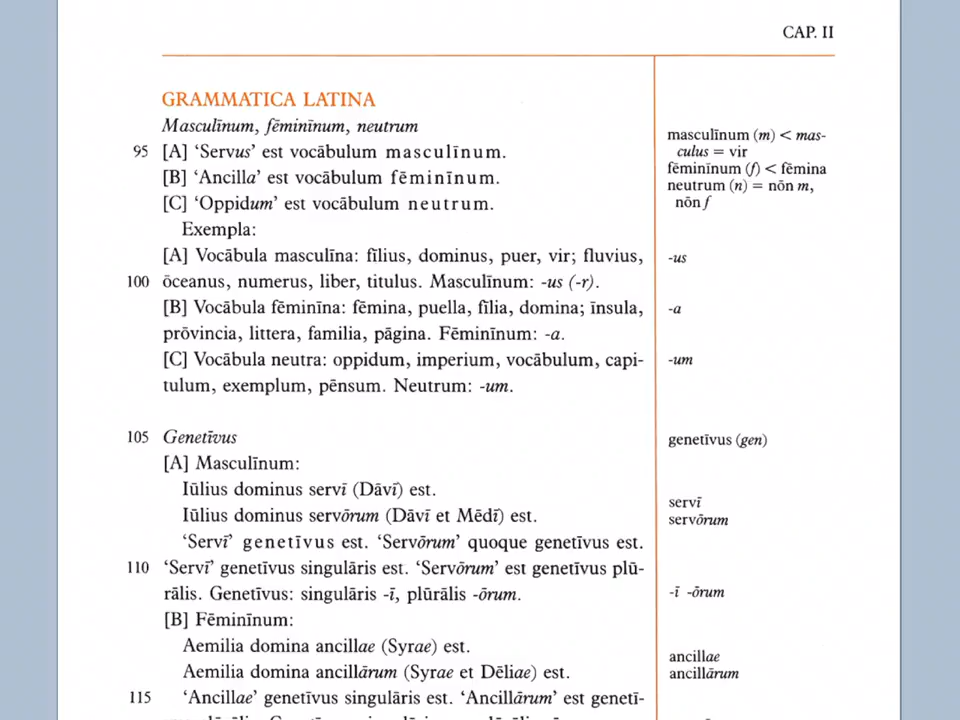 CAP. II
GRAMMATICA LATINA
Masculīnum, fēminīnum, neutrum
95 [A] ‘Servus’ est vocābulum masculīnum.
[B] ‘Ancilla’ est vocābulum fēminīnum.
[C] ‘Oppidum’ est vocābulum neutrum.
Exempla:
[A] Vocābula masculīna: fīlius, dominus, puer, vir; fluvius,
100 ōceanus, numerus, liber, titulus. Masculīnum: -us (-r).
[B] Vocābula fēminīna: fēmina, puella, fīlia, domina; īnsula,
prōvincia, littera, familia, pāgina. Fēminīnum: -a.
[C] Vocābula neutra: oppidum, imperium, vocābulum, capi-
tulum, exemplum, pēnsum. Neutrum: -um.
105 Genetīvus
[A] Masculīnum:
Iūlius dominus servī (Dāvī) est.
Iūlius dominus servōrum (Dāvī et Mēdī) est.
‘Servī’ genetīvus est. ‘Servōrum’ quoque genetīvus est.
110 ‘Servī’ genetīvus singulāris est. ‘Servōrum’ est genetīvus plū-
rālis. Genetīvus: singulāris -ī, plūrālis -ōrum.
[B] Fēminīnum:
Aemilia domina ancillae (Syrae) est.
Aemilia domina ancillārum (Syrae et Dēliae) est.
115 ‘Ancillae’ genetīvus singulāris est. ‘Ancillārum’ est genetī-
masculīnum (m) < mas-
culus = vir
fēminīnum (f) < fēmina
neutrum (n) = nōn m,
nōn f
-us
-a
-um
genetīvus (gen)
servī
servōrum
-ī -ōrum
ancillae
ancillārum